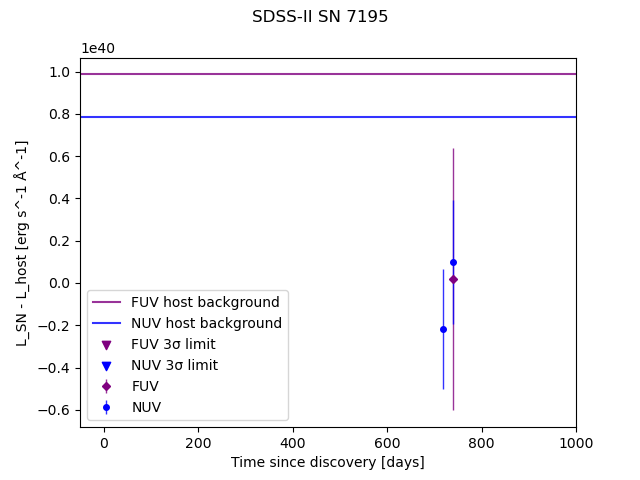 SDSS-II SN 7195
1e40
L_SN - L_host [erg s^-1 Å^-1]
1.0
0.8
0.6
0.4
0.2
0.0
−0.2
−0.4
−0.6
FUV host background
NUV host background
FUV 3σ limit
NUV 3σ limit
FUV
NUV
0 200 400 600 800 1000
Time since discovery [days]